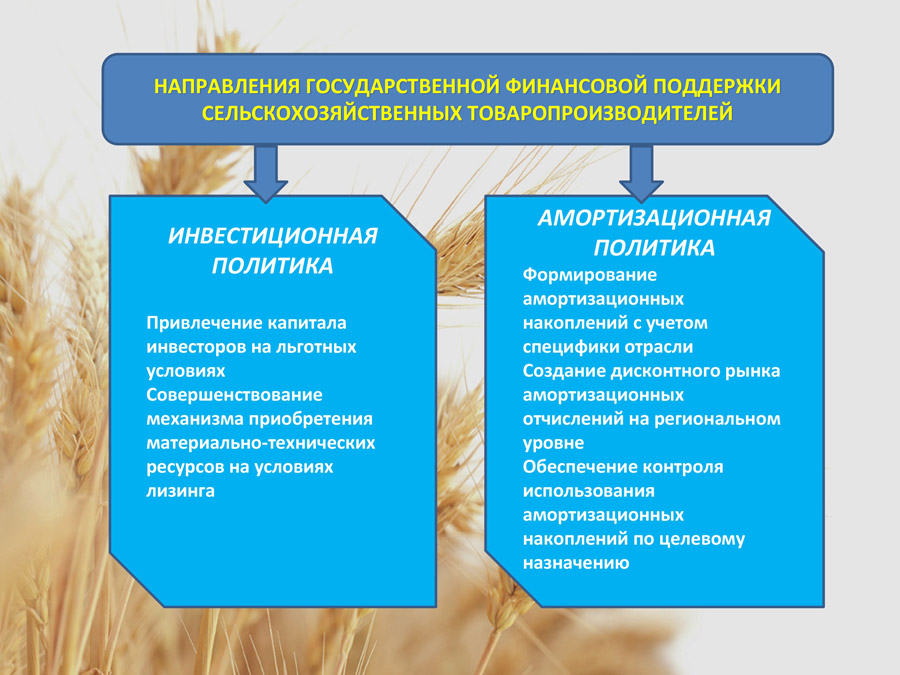 НАПРАВЛЕНИЯ ГОСУДАРСТВЕННОЙ ФИНАНСОВОЙ ПОДДЕРЖКИ
СЕЛЬСКОХОЗЯЙСТВЕННЫХ ТОВАРОПРОИЗВОДИТЕЛЕЙ
ИНВЕСТИЦИОННАЯ
ПОЛИТИКА
Привлечение капитала
инвесторов на льготных
условиях
Совершенствование
механизма приобретения
материально-технических
ресурсов на условиях
лизинга
АМОРТИЗАЦИОННАЯ
ПОЛИТИКА
Формирование
амортизационных
накоплений с учетом
специфики отрасли
Создание дисконтного рынка
амортизационных
отчислений на региональном
уровне
Обеспечение контроля
использования
амортизационных
накоплений по целевому
назначению